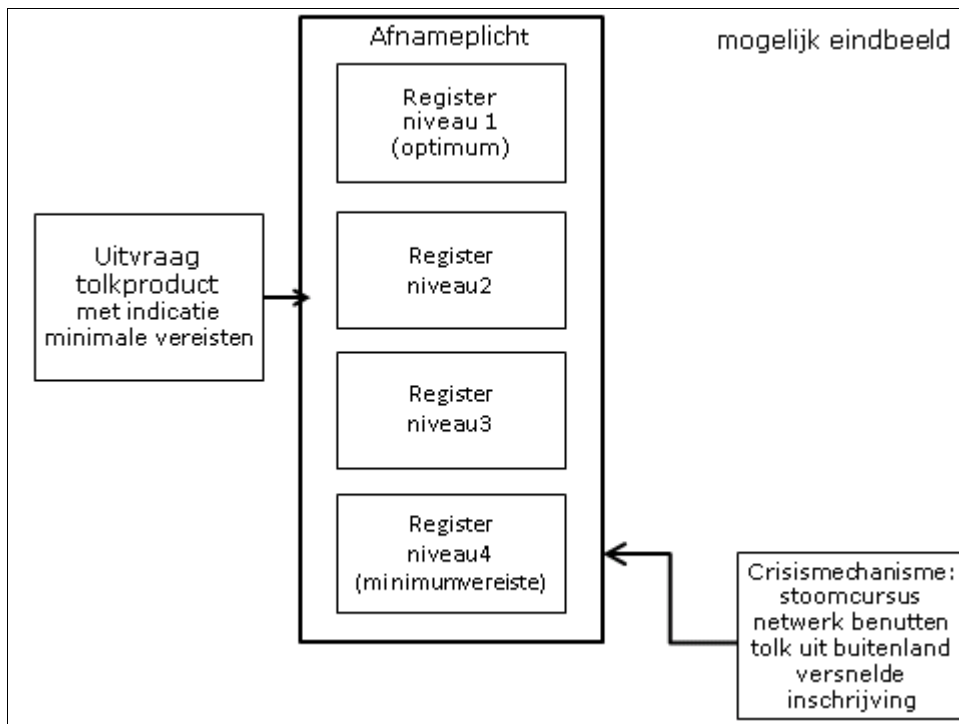 Afnameplicht
mogelijk eindbeeld
Register
niveau 1
(optimum)
Uitvraag
tolkproduct
met indicatie
minimale vereisten
Register
niveau2
Register
niveau3
Register
niveau4
(minimumvereiste)
Crisismechanisme:
stoomcursus
netwerk benutten
tolk uit buitenland
versnelde
inschrijving